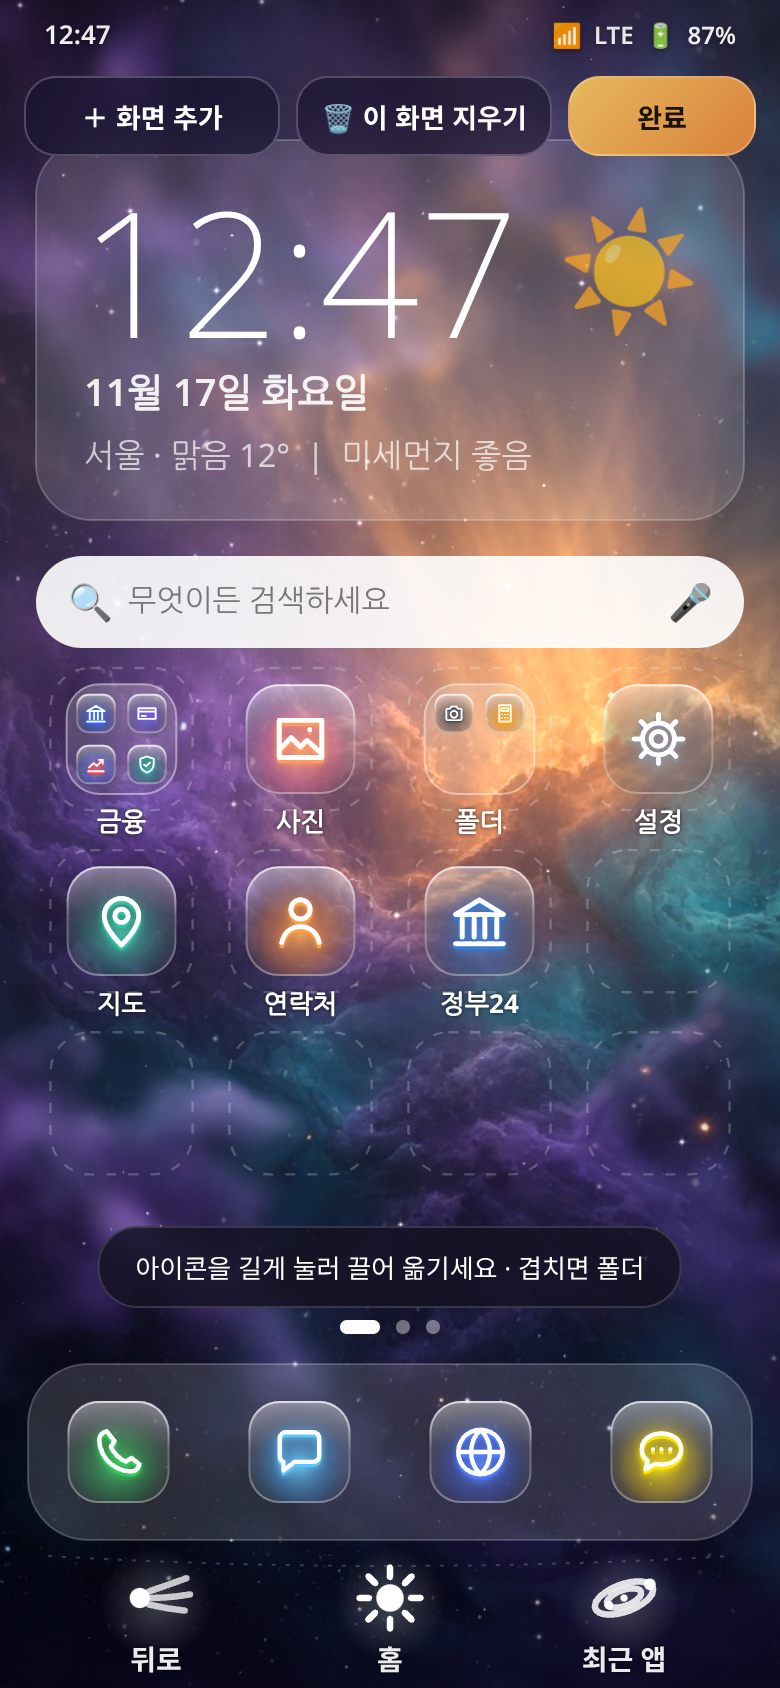 12:47 LTE 87%
+ 화면 추가 이 화면 지우기 완료
12:47
11월 17일 화요일
서울 · 맑음 12° | 미세먼지 좋음
무엇이든 검색하세요
금융 사진 폴더 설정
지도 연락처 정부24
아이콘을 길게 눌러 끌어 옮기세요 · 겹치면 폴더
뒤로 홈 최근 앱